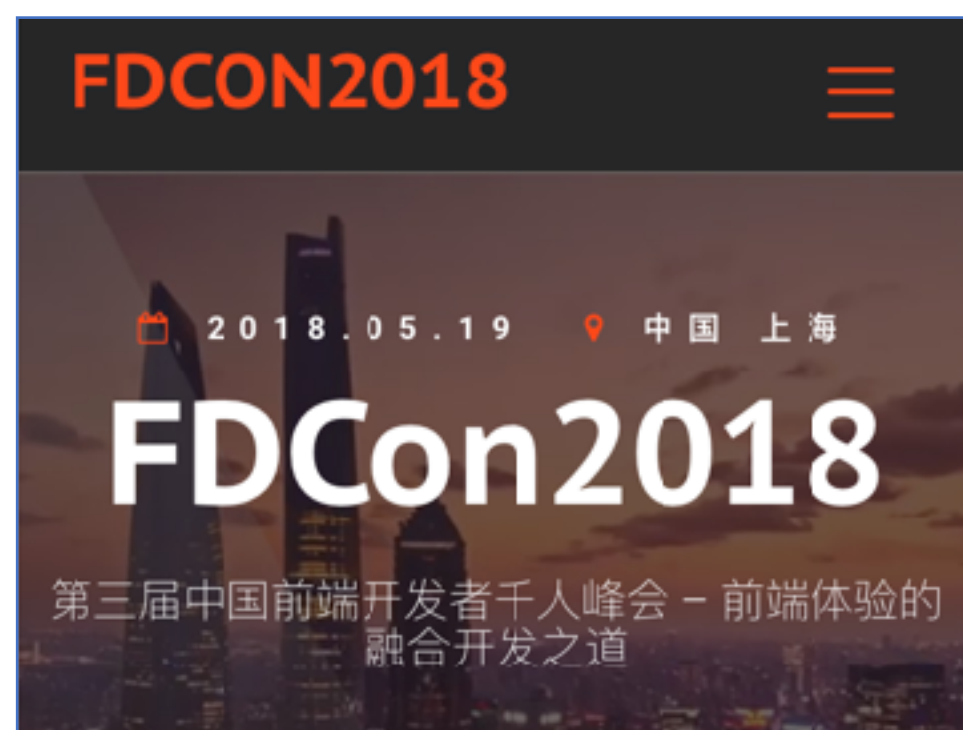 FDCON2018
2018.05.19 中国 上海
FDCon2018
第三届中国前端开发者千人峰会 – 前端体验的
融合开发之道